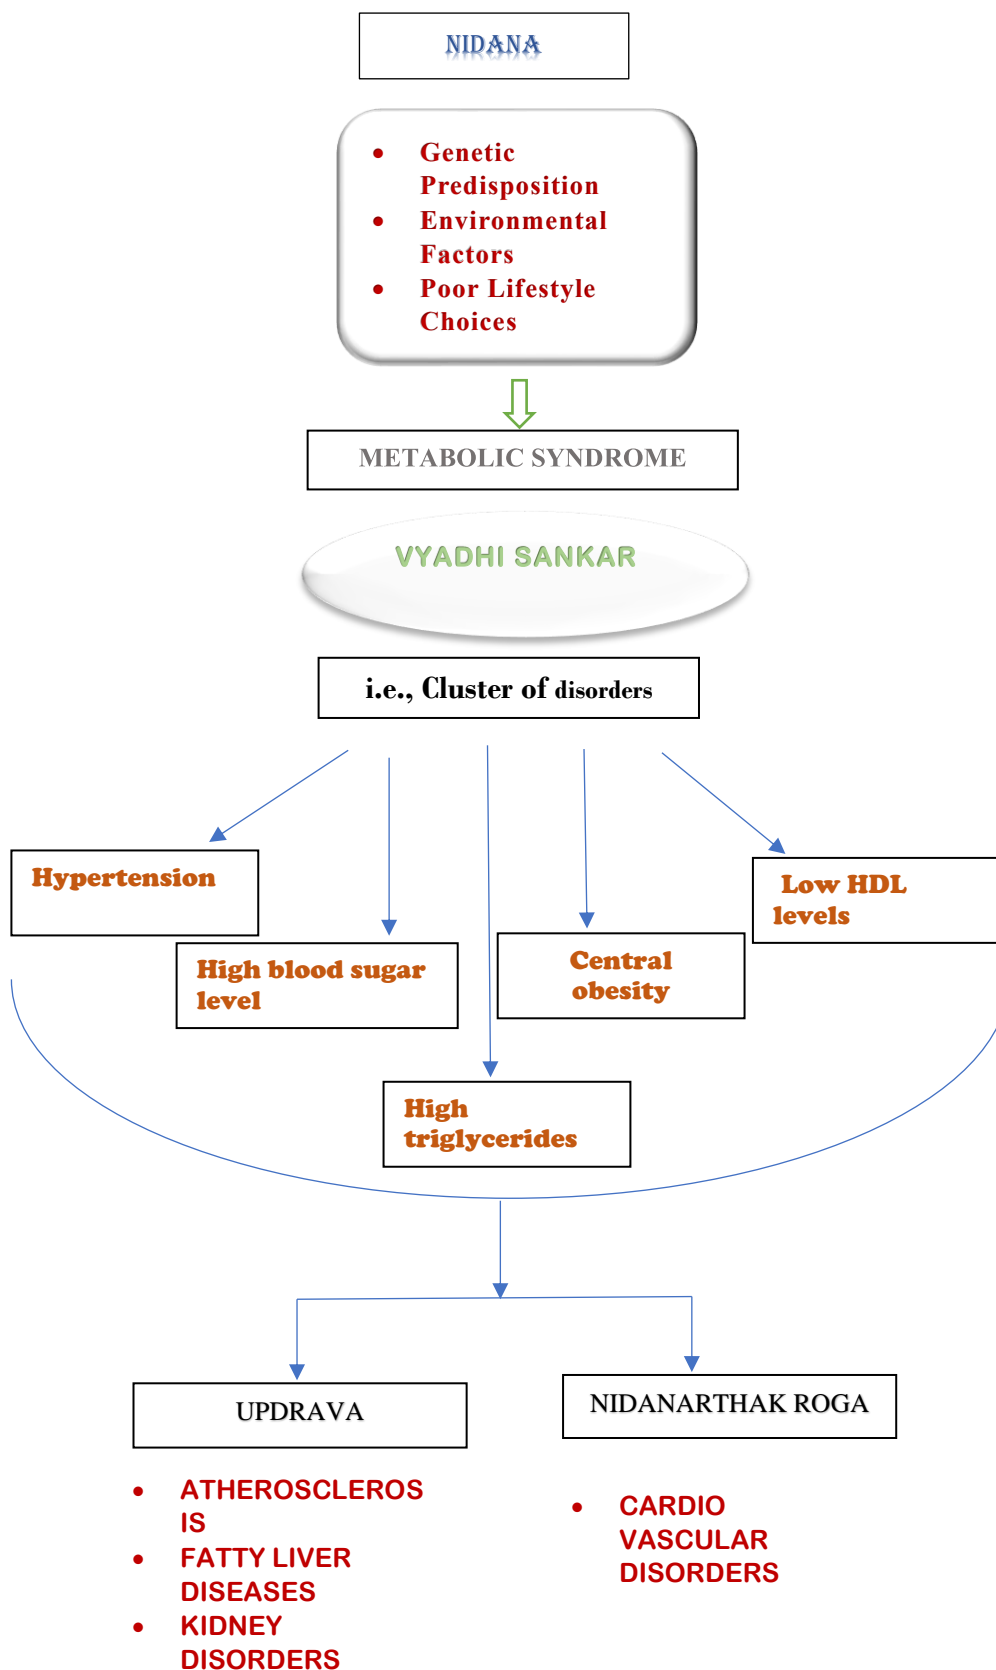 NIDANA
• Genetic
Predisposition
• Environmental
Factors
• Poor Lifestyle
Choices
METABOLIC SYNDROME
VYADHI SANKAR
i.e., Cluster of disorders
Hypertension
Low HDL
levels
High blood sugar
level
Central
obesity
High
triglycerides
UPDRAVA
NIDANARTHAK ROGA
• ATHEROSCLEROS
IS
• FATTY LIVER
DISEASES
• KIDNEY
DISORDERS
• CARDIO
VASCULAR
DISORDERS